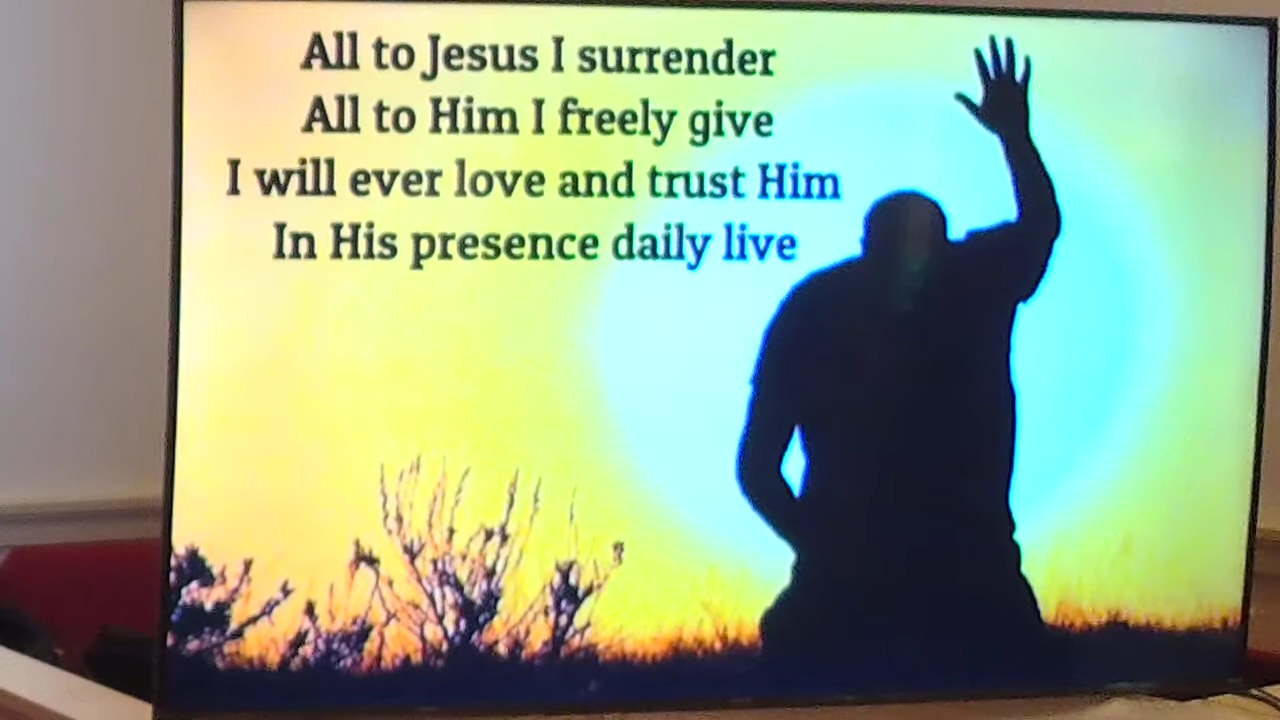 All to Jesus I surrender
All to Him I freely give
I will ever love and trust Him
In His presence daily live